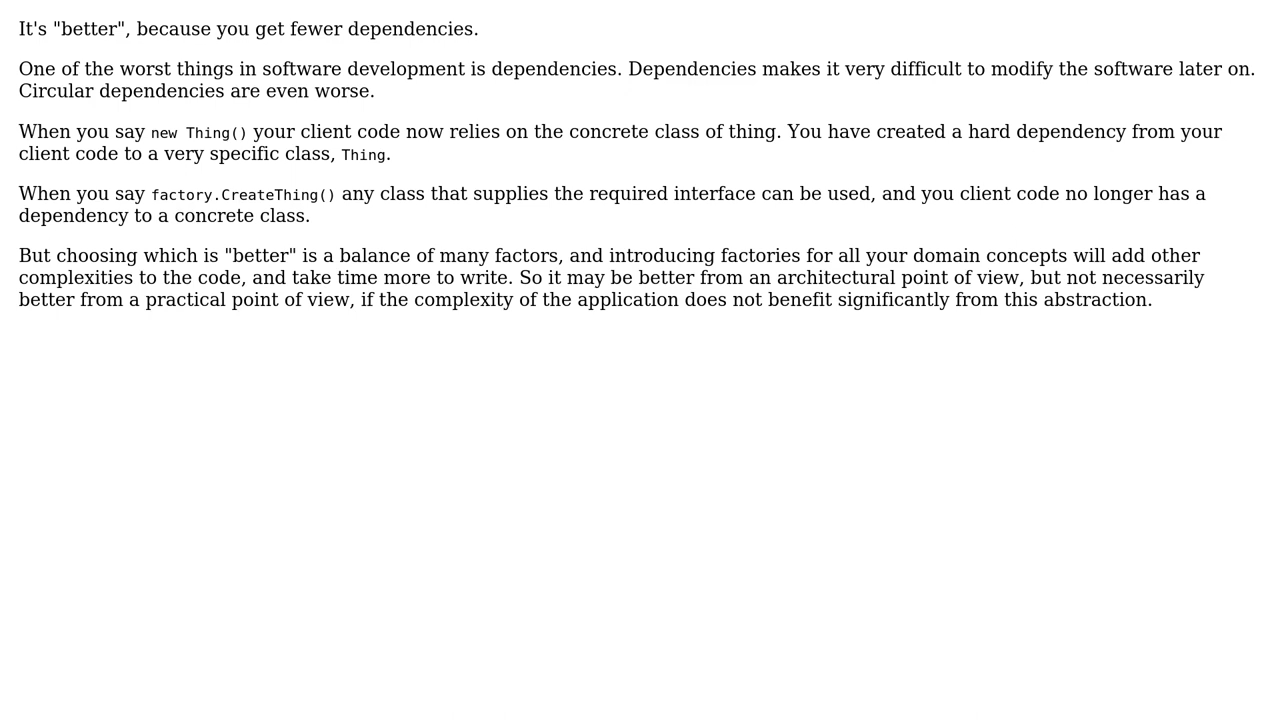 It's "better", because you get fewer dependencies.
One of the worst things in software development is dependencies. Dependencies makes it very difficult to modify the software later on.
Circular dependencies are even worse.
When you say new Thing() your client code now relies on the concrete class of thing. You have created a hard dependency from your
client code to a very specific class, Thing.
When you say factory.CreateThing() any class that supplies the required interface can be used, and you client code no longer has a
dependency to a concrete class.
But choosing which is "better" is a balance of many factors, and introducing factories for all your domain concepts will add other
complexities to the code, and take time more to write. So it may be better from an architectural point of view, but not necessarily
better from a practical point of view, if the complexity of the application does not benefit significantly from this abstraction.